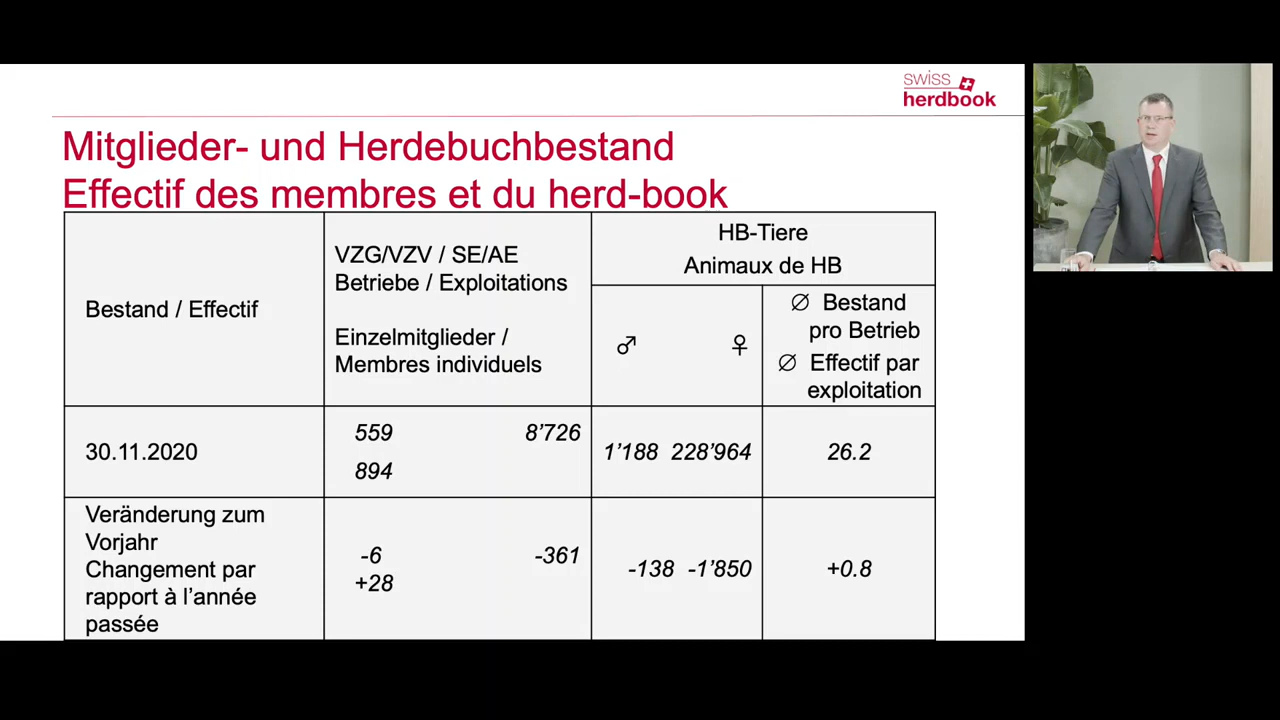 swiss
herdbook
Mitglieder- und Herdebuchbestand
Effectif des membres et du herd-book
Bestand / Effectif
VZG/VZV / SE/AE
Betriebe / Exploitations
Einzelmitglieder /
Membres individuels
HB-Tiere
Animaux de HB
♂ ♀
∅ Bestand
pro Betrieb
∅ Effectif par
exploitation
30.11.2020
559 8’726
894
1’188 228’964
26.2
Veränderung zum
Vorjahr
Changement par
rapport à l’année
passée
-6 -361
+28
-138 -1’850
+0.8